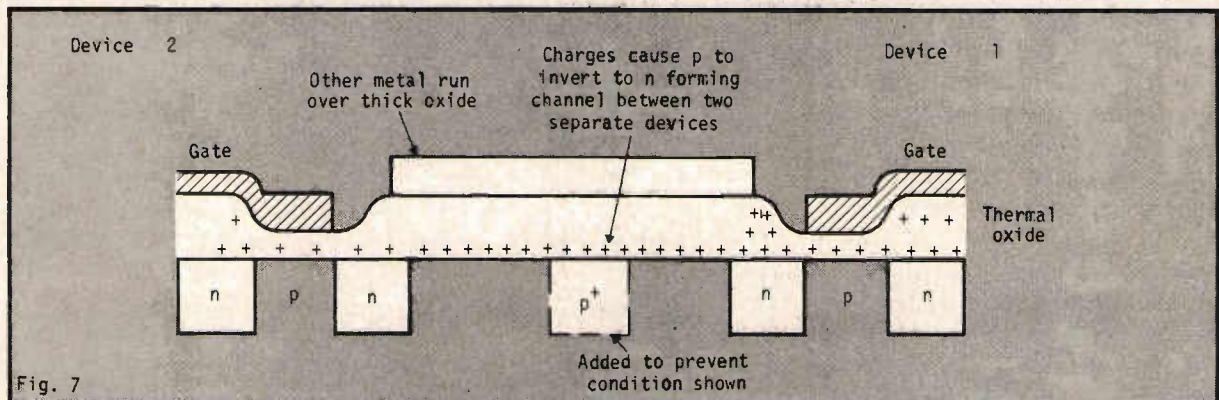 Device 2
Device 1
Other metal run
over thick oxide
Charges cause p to
invert to n forming
channel between two
separate devices
Gate
Gate
Thermal
oxide
+ + + + +
+ + + + + + + + + + + + + + + + + + + + + + + + + + + +
n
p
n
p+
n
p
n
Added to prevent
condition shown
Fig. 7